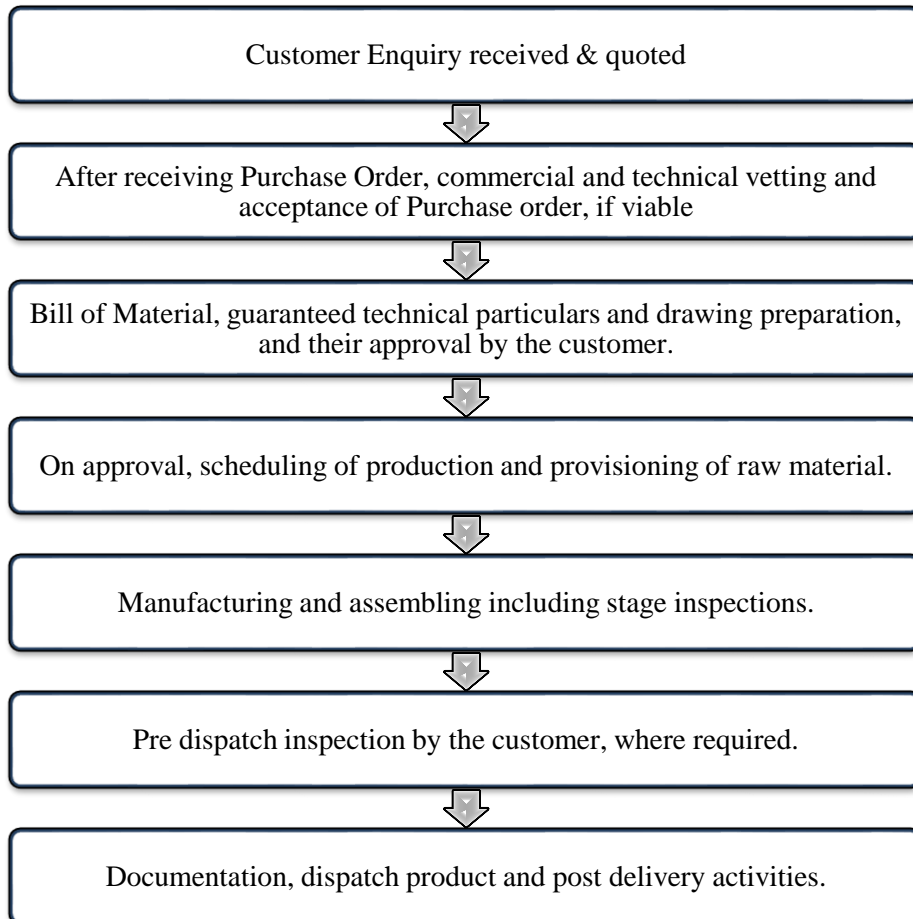 Customer Enquiry received & quoted
After receiving Purchase Order, commercial and technical vetting and
acceptance of Purchase order, if viable
Bill of Material, guaranteed technical particulars and drawing preparation,
and their approval by the customer.
On approval, scheduling of production and provisioning of raw material.
Manufacturing and assembling including stage inspections.
Pre dispatch inspection by the customer, where required.
Documentation, dispatch product and post delivery activities.